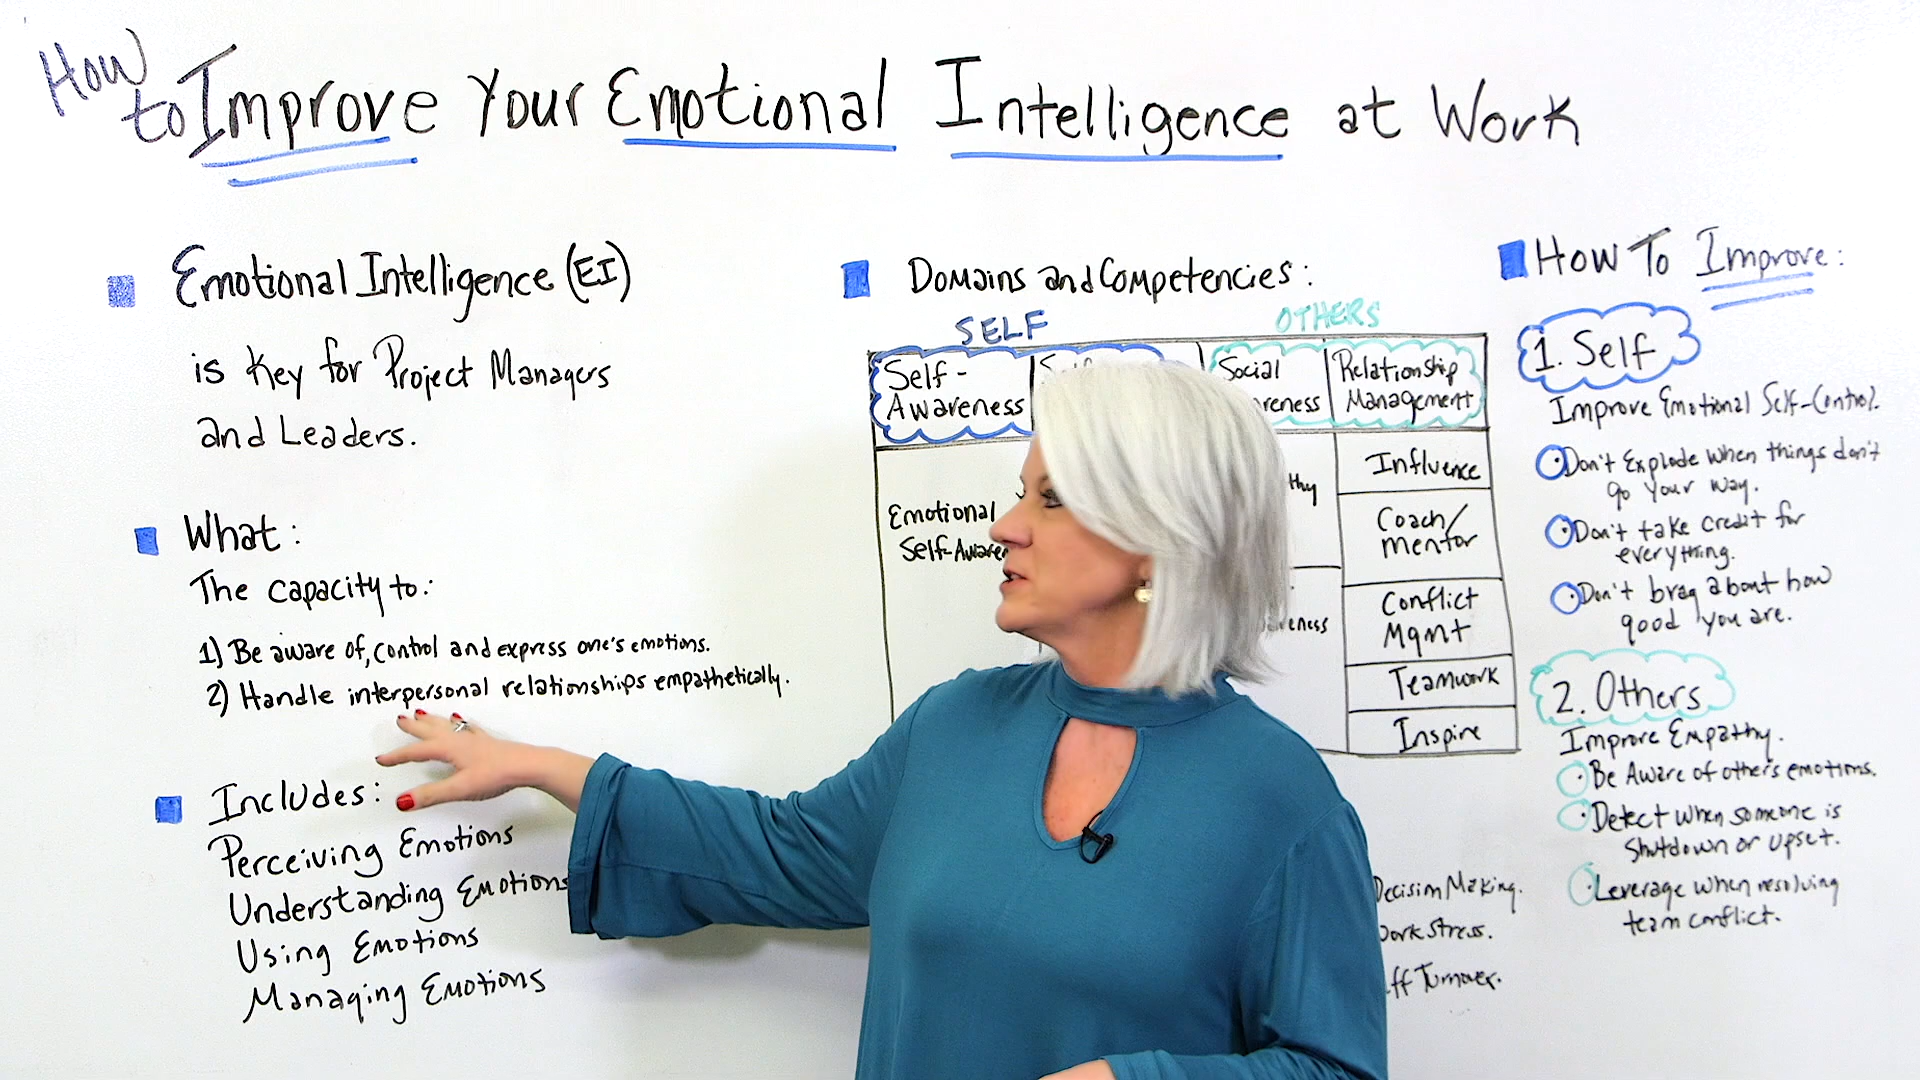 How
to Improve Your Emotional Intelligence at Work
Emotional Intelligence (EI)
is Key for Project Managers
and Leaders.
What:
The capacity to:
1) Be aware of, control and express one's emotions.
2) Handle interpersonal relationships empathetically.
Includes:
Perceiving Emotions
Understanding Emotions
Using Emotions
Managing Emotions
Domains and Competencies:
SELF
OTHERS
Self-
Awareness
Social
Relationship
Management
Emotional
Self-Aware
Influence
Coach/
mentor
Conflict
Mgmt
Teamwork
Inspire
Decision Making.
Stress.
Turnover.
How To Improve:
1. Self
Improve Emotional Self-Control.
Don't Explode when things don't
go your way.
Don't take credit for
everything.
Don't brag about how
good you are.
2. Others
Improve Empathy.
Be Aware of others emotions.
Detect when someone is
Shutdown or upset.
Leverage when resolving
team conflict.